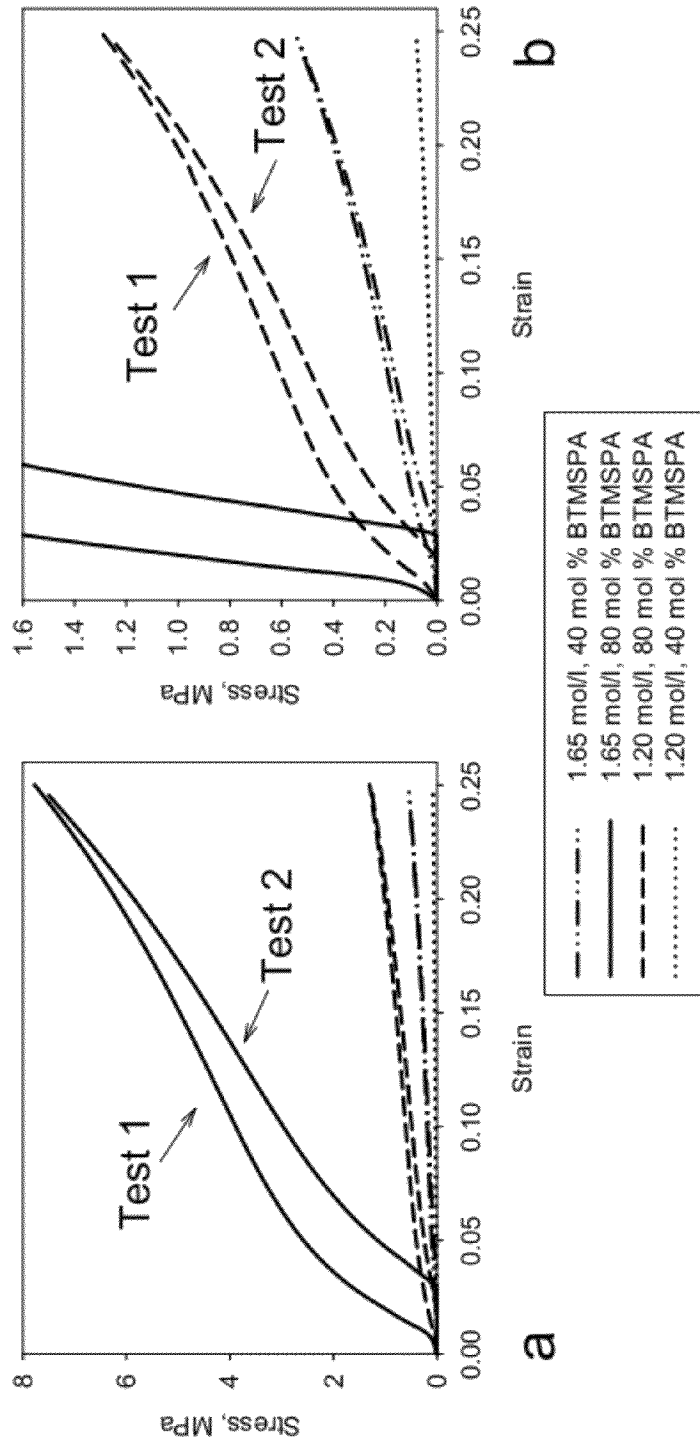 8
6
4
2
0
Stress, MPa
Test 1
Test 2
0.00
0.05
0.10
0.15
0.20
0.25
Strain
a
1.6
1.4
1.2
1.0
0.8
0.6
0.4
0.2
0.0
Stress, MPa
Test 1
Test 2
0.00
0.05
0.10
0.15
0.20
0.25
Strain
b
1.65 mol/l, 40 mol % BTMSPA
1.65 mol/l, 80 mol % BTMSPA
1.20 mol/l, 80 mol % BTMSPA
1.20 mol/l, 40 mol % BTMSPA